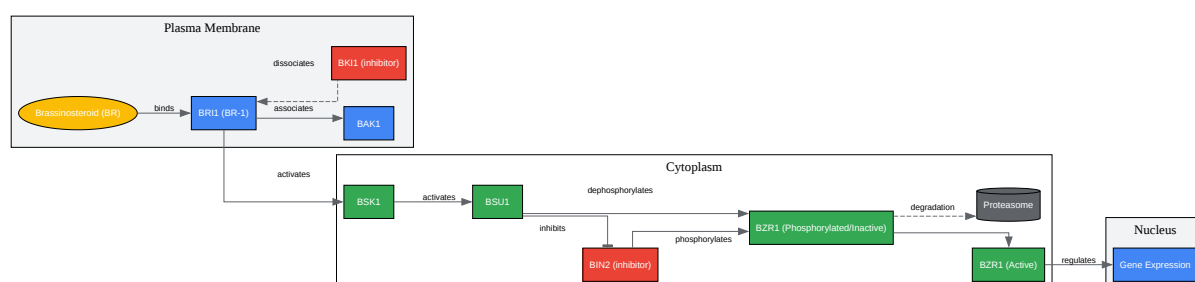 Plasma Membrane
dissociates
BKI1 (inhibitor)
Brassinosteroid (BR)
binds
BRI1 (BR-1)
associates
BAK1
Cytoplasm
activates
BSK1
activates
BSU1
dephosphorylates
inhibits
BIN2 (inhibitor)
phosphorylates
BZR1 (Phosphorylated/Inactive)
degradation
Proteasome
BZR1 (Active)
regulates
Nucleus
Gene Expression